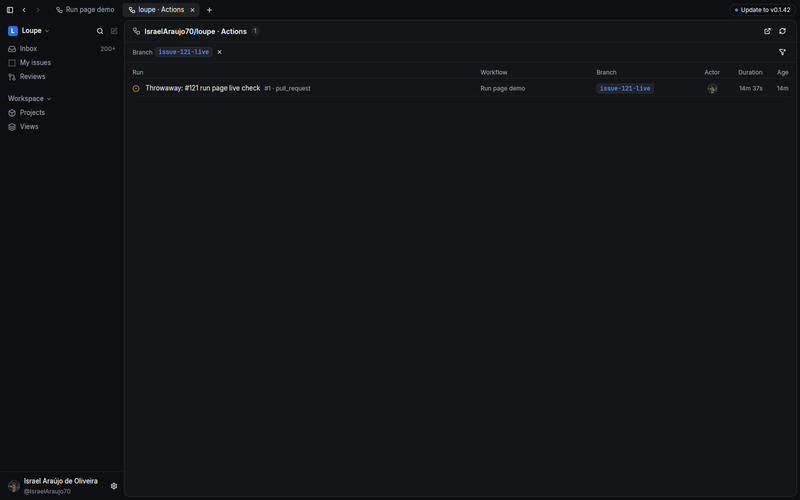 Run page demo
loupe · Actions
Update to v0.1.42
L Loupe
IsraelAraujo70/loupe · Actions 1
Inbox 200+
My issues
Reviews
Workspace
Projects
Views
Branch issue-121-live
Run Workflow Branch Actor Duration Age
Throwaway: #121 run page live check #1 · pull_request Run page demo issue-121-live 14m 37s 14m
Israel Araújo de Oliveira
@IsraelAraujo70